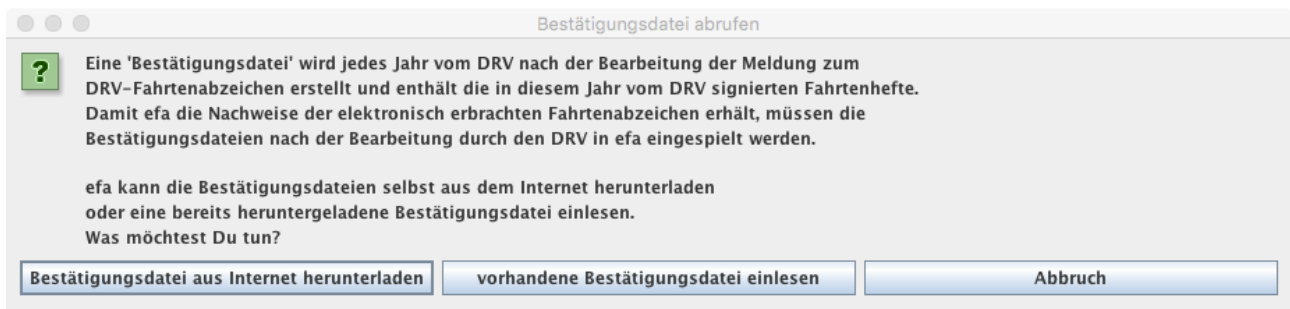 Bestätigungsdatei abrufen
?
Eine 'Bestätigungsdatei' wird jedes Jahr vom DRV nach der Bearbeitung der Meldung zum
DRV-Fahrtenabzeichen erstellt und enthält die in diesem Jahr vom DRV signierten Fahrtenhefte.
Damit efa die Nachweise der elektronisch erbrachten Fahrtenabzeichen erhält, müssen die
Bestätigungsdateien nach der Bearbeitung durch den DRV in efa eingespielt werden.
efa kann die Bestätigungsdateien selbst aus dem Internet herunterladen
oder eine bereits heruntergeladene Bestätigungsdatei einlesen.
Was möchtest Du tun?
Bestätigungsdatei aus Internet herunterladen
vorhandene Bestätigungsdatei einlesen
Abbruch